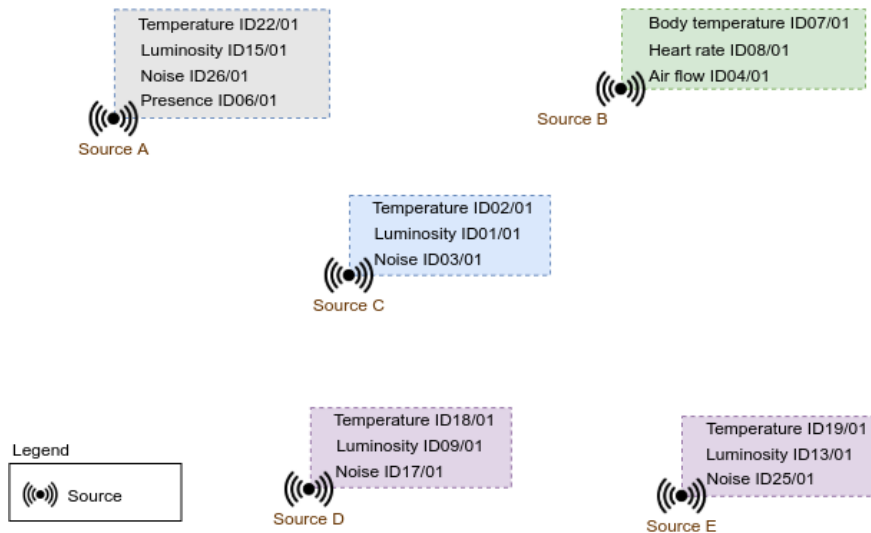 Temperature ID22/01
Luminosity ID15/01
Noise ID26/01
Presence ID06/01
Source A
Body temperature ID07/01
Heart rate ID08/01
Air flow ID04/01
Source B
Temperature ID02/01
Luminosity ID01/01
Noise ID03/01
Source C
Temperature ID18/01
Luminosity ID09/01
Noise ID17/01
Source D
Temperature ID19/01
Luminosity ID13/01
Noise ID25/01
Source E
Legend
Source